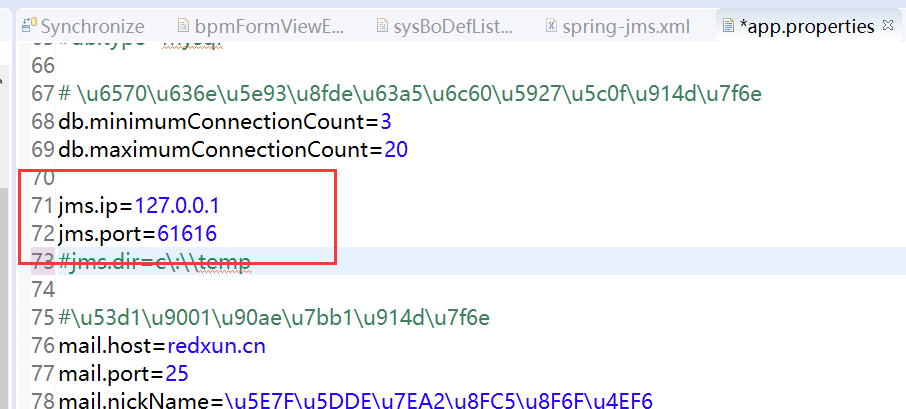 Synchronize bpmFormViewE... sysBoDefList... spring-jms.xml *app.properties
66
67 # \u6570\u636e\u5e93\u8fde\u63a5\u6c60\u5927\u5c0f\u914d\u7f6e
68 db.minimumConnectionCount=3
69 db.maximumConnectionCount=20
70
71 jms.ip=127.0.0.1
72 jms.port=61616
73 #jms.dir=c\:\\temp
74
75 #\u53d1\u9001\u90ae\u7bb1\u914d\u7f6e
76 mail.host=redxun.cn
77 mail.port=25
78 mail.nickName=\u5E7F\u5DDE\u7EA2\u8FC5\u8F6F\u4EF6